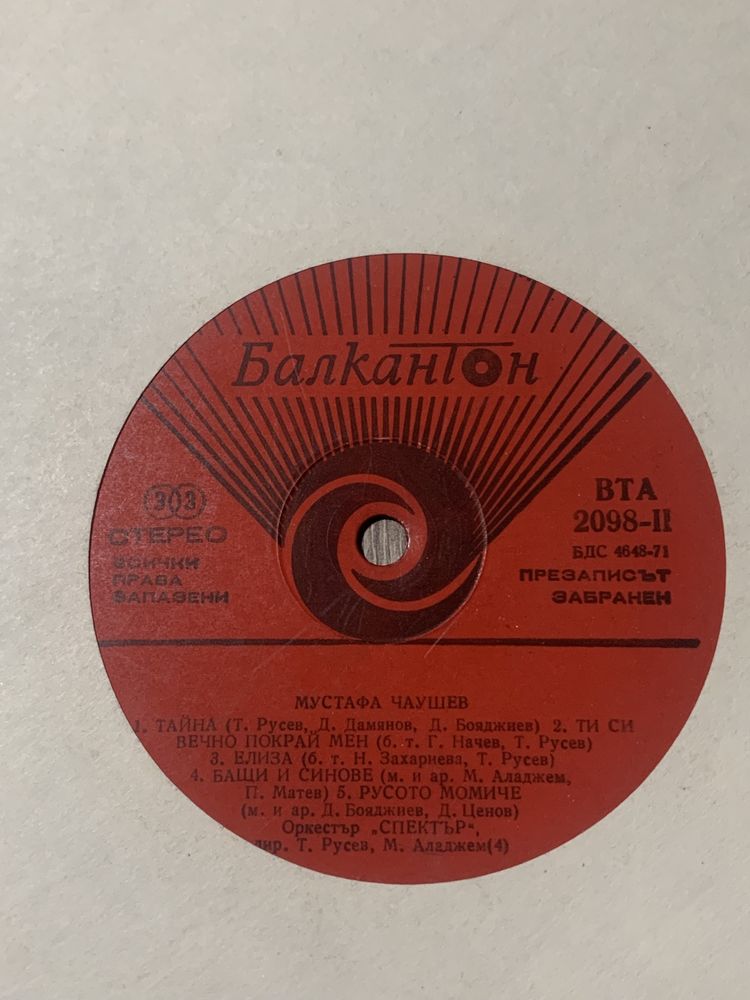 Балкантон
ЗЗ
СТЕРЕО
ВСИЧКИ
ПРАВА
ЗАПАЗЕНИ
ВТА
2098-II
БДС 4648-71
ПРЕЗАПИСЪТ
ЗАБРАНЕН
МУСТАФА ЧАУШЕВ
1. ТАЙНА (Т. Русев, Д. Дамянов, Д. Бояджиев) 2. ТИ СИ
ВЕЧНО ПОКРАЙ МЕН (б. т. Г. Начев, Т. Русев)
3. ЕЛИЗА (б. т. Н. Захариева, Т. Русев)
4. БАЩИ И СИНОВЕ (м. и ар. М. Аладжем,
П. Матев) 5. РУСОТО МОМИЧЕ
(м. и ар. Д. Бояджиев, Д. Ценов)
Оркестър „СПЕКТЪР“,
дир. Т. Русев, М. Аладжем(4)